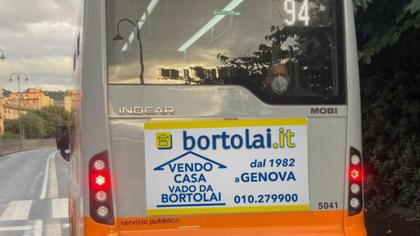 94
INDCAR
MOBI
bortolai.it
VENDO
CASA
VADO DA
BORTOLAI
dal 1982
a GENOVA
010.279900
5041
servizio pubblico